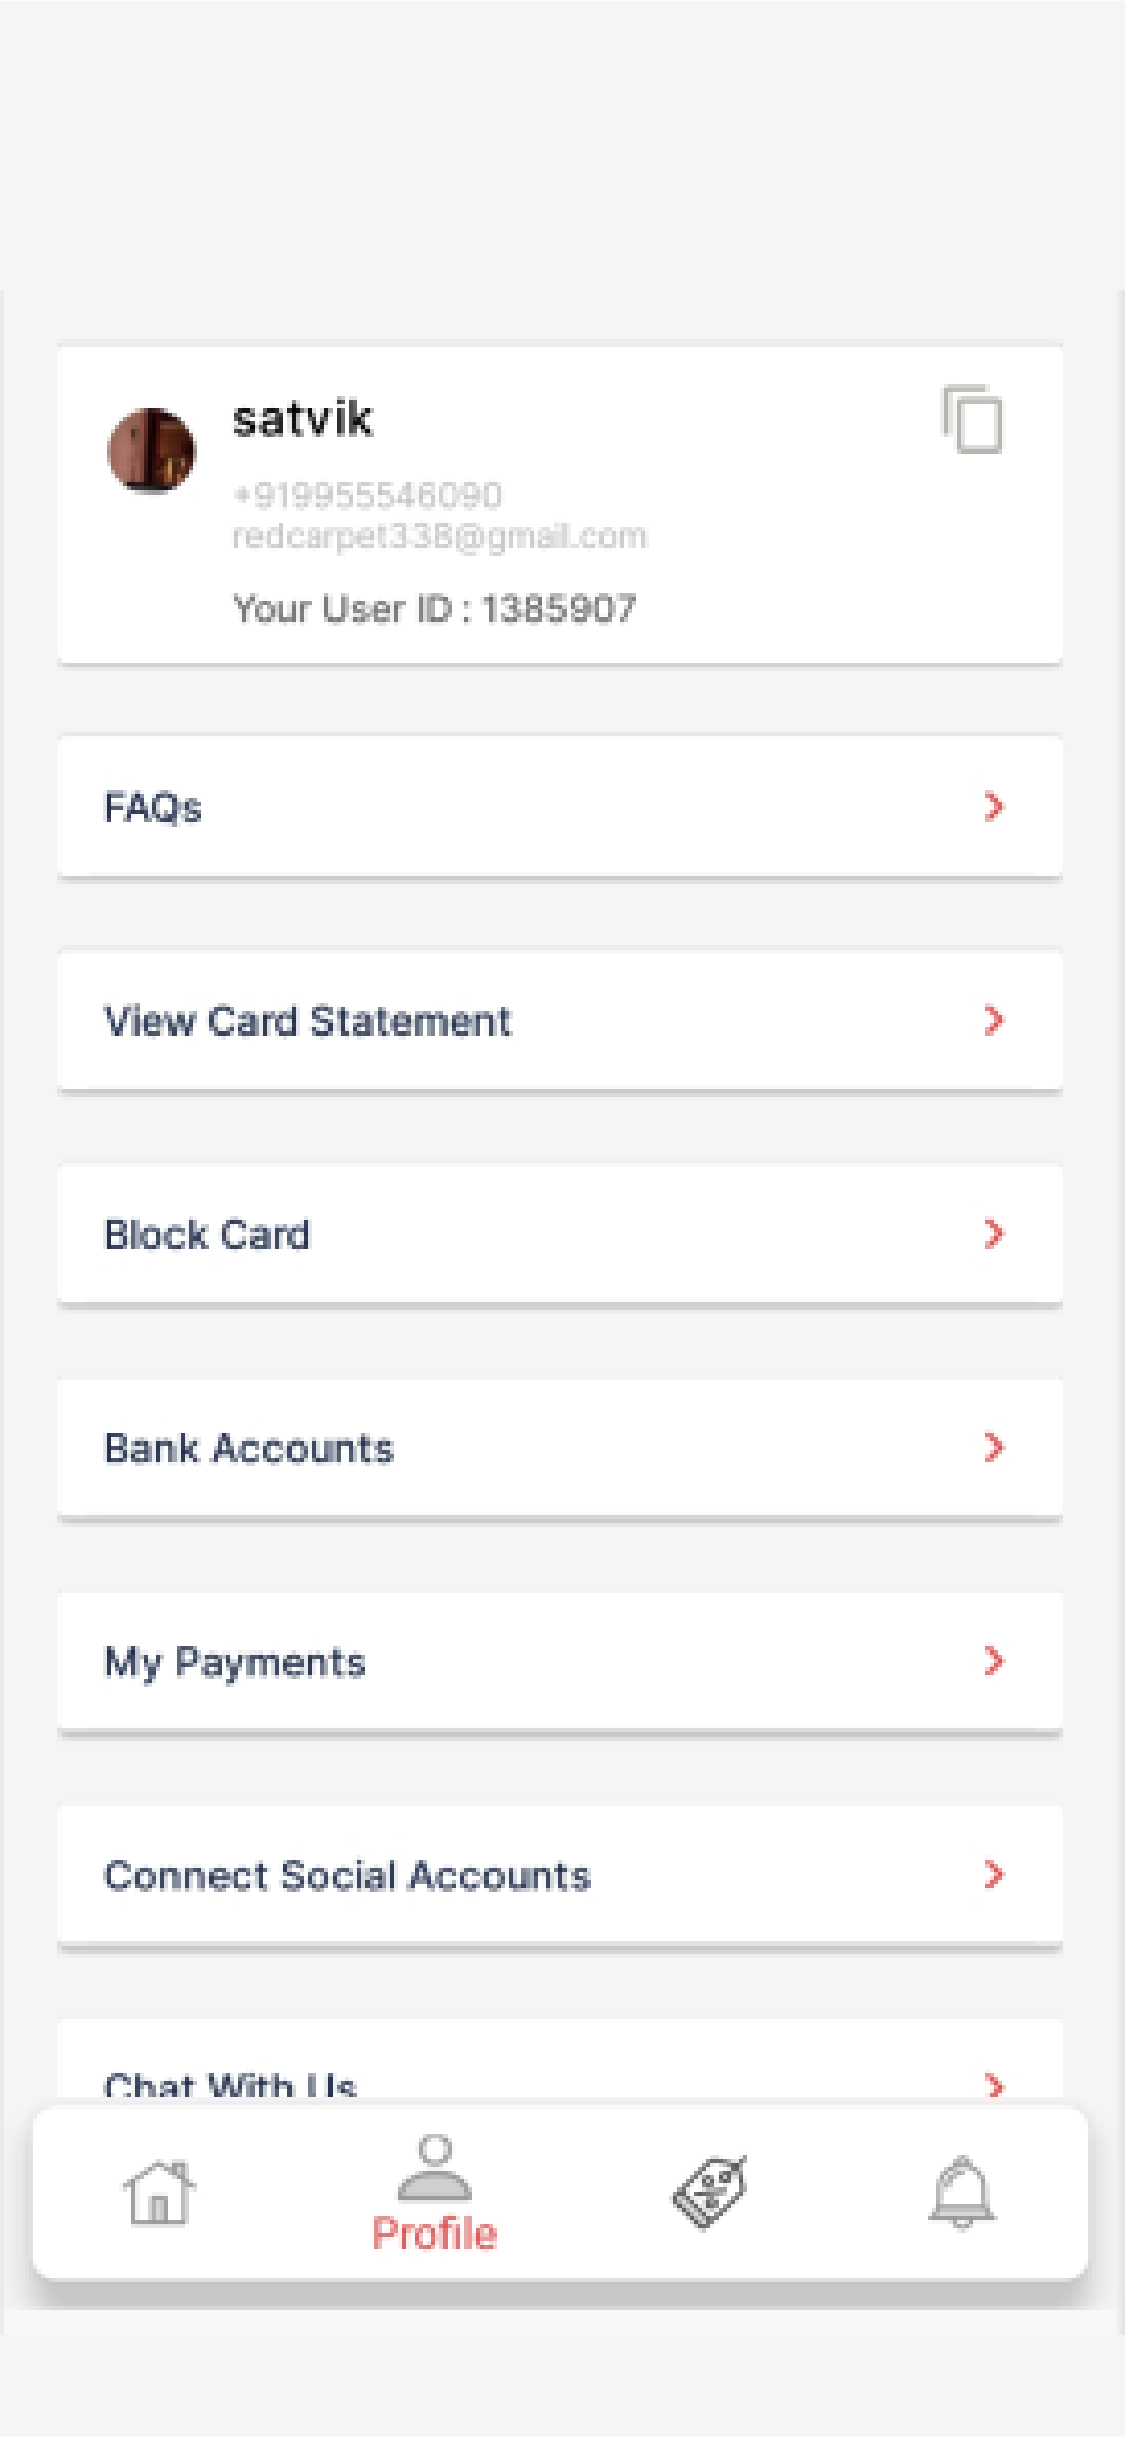 satvik
+919955546090
redcarpet338@gmail.com
Your User ID : 1385907
FAQs
View Card Statement
Block Card
Bank Accounts
My Payments
Connect Social Accounts
Chat With Us
Profile